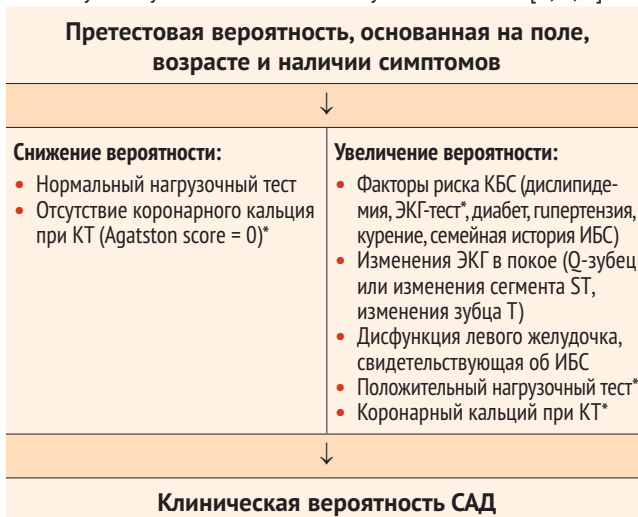 Претестовая вероятность, основанная на поле,
возрасте и наличии симптомов
↓
Снижение вероятности:
• Нормальный нагрузочный тест
• Отсутствие коронарного кальция
при КТ (Agatston score = 0)*
Увеличение вероятности:
• Факторы риска КБС (дислипиде-
мия, ЭКГ-тест*, диабет, гипертензия,
курение, семейная история ИБС)
• Изменения ЭКГ в покое (Q-зубец
или изменения сегмента ST,
изменения зубца Т)
• Дисфункция левого желудочка,
свидетельствующая об ИБС
• Положительный нагрузочный тест*
• Коронарный кальций при КТ*
↓
Клиническая вероятность САД